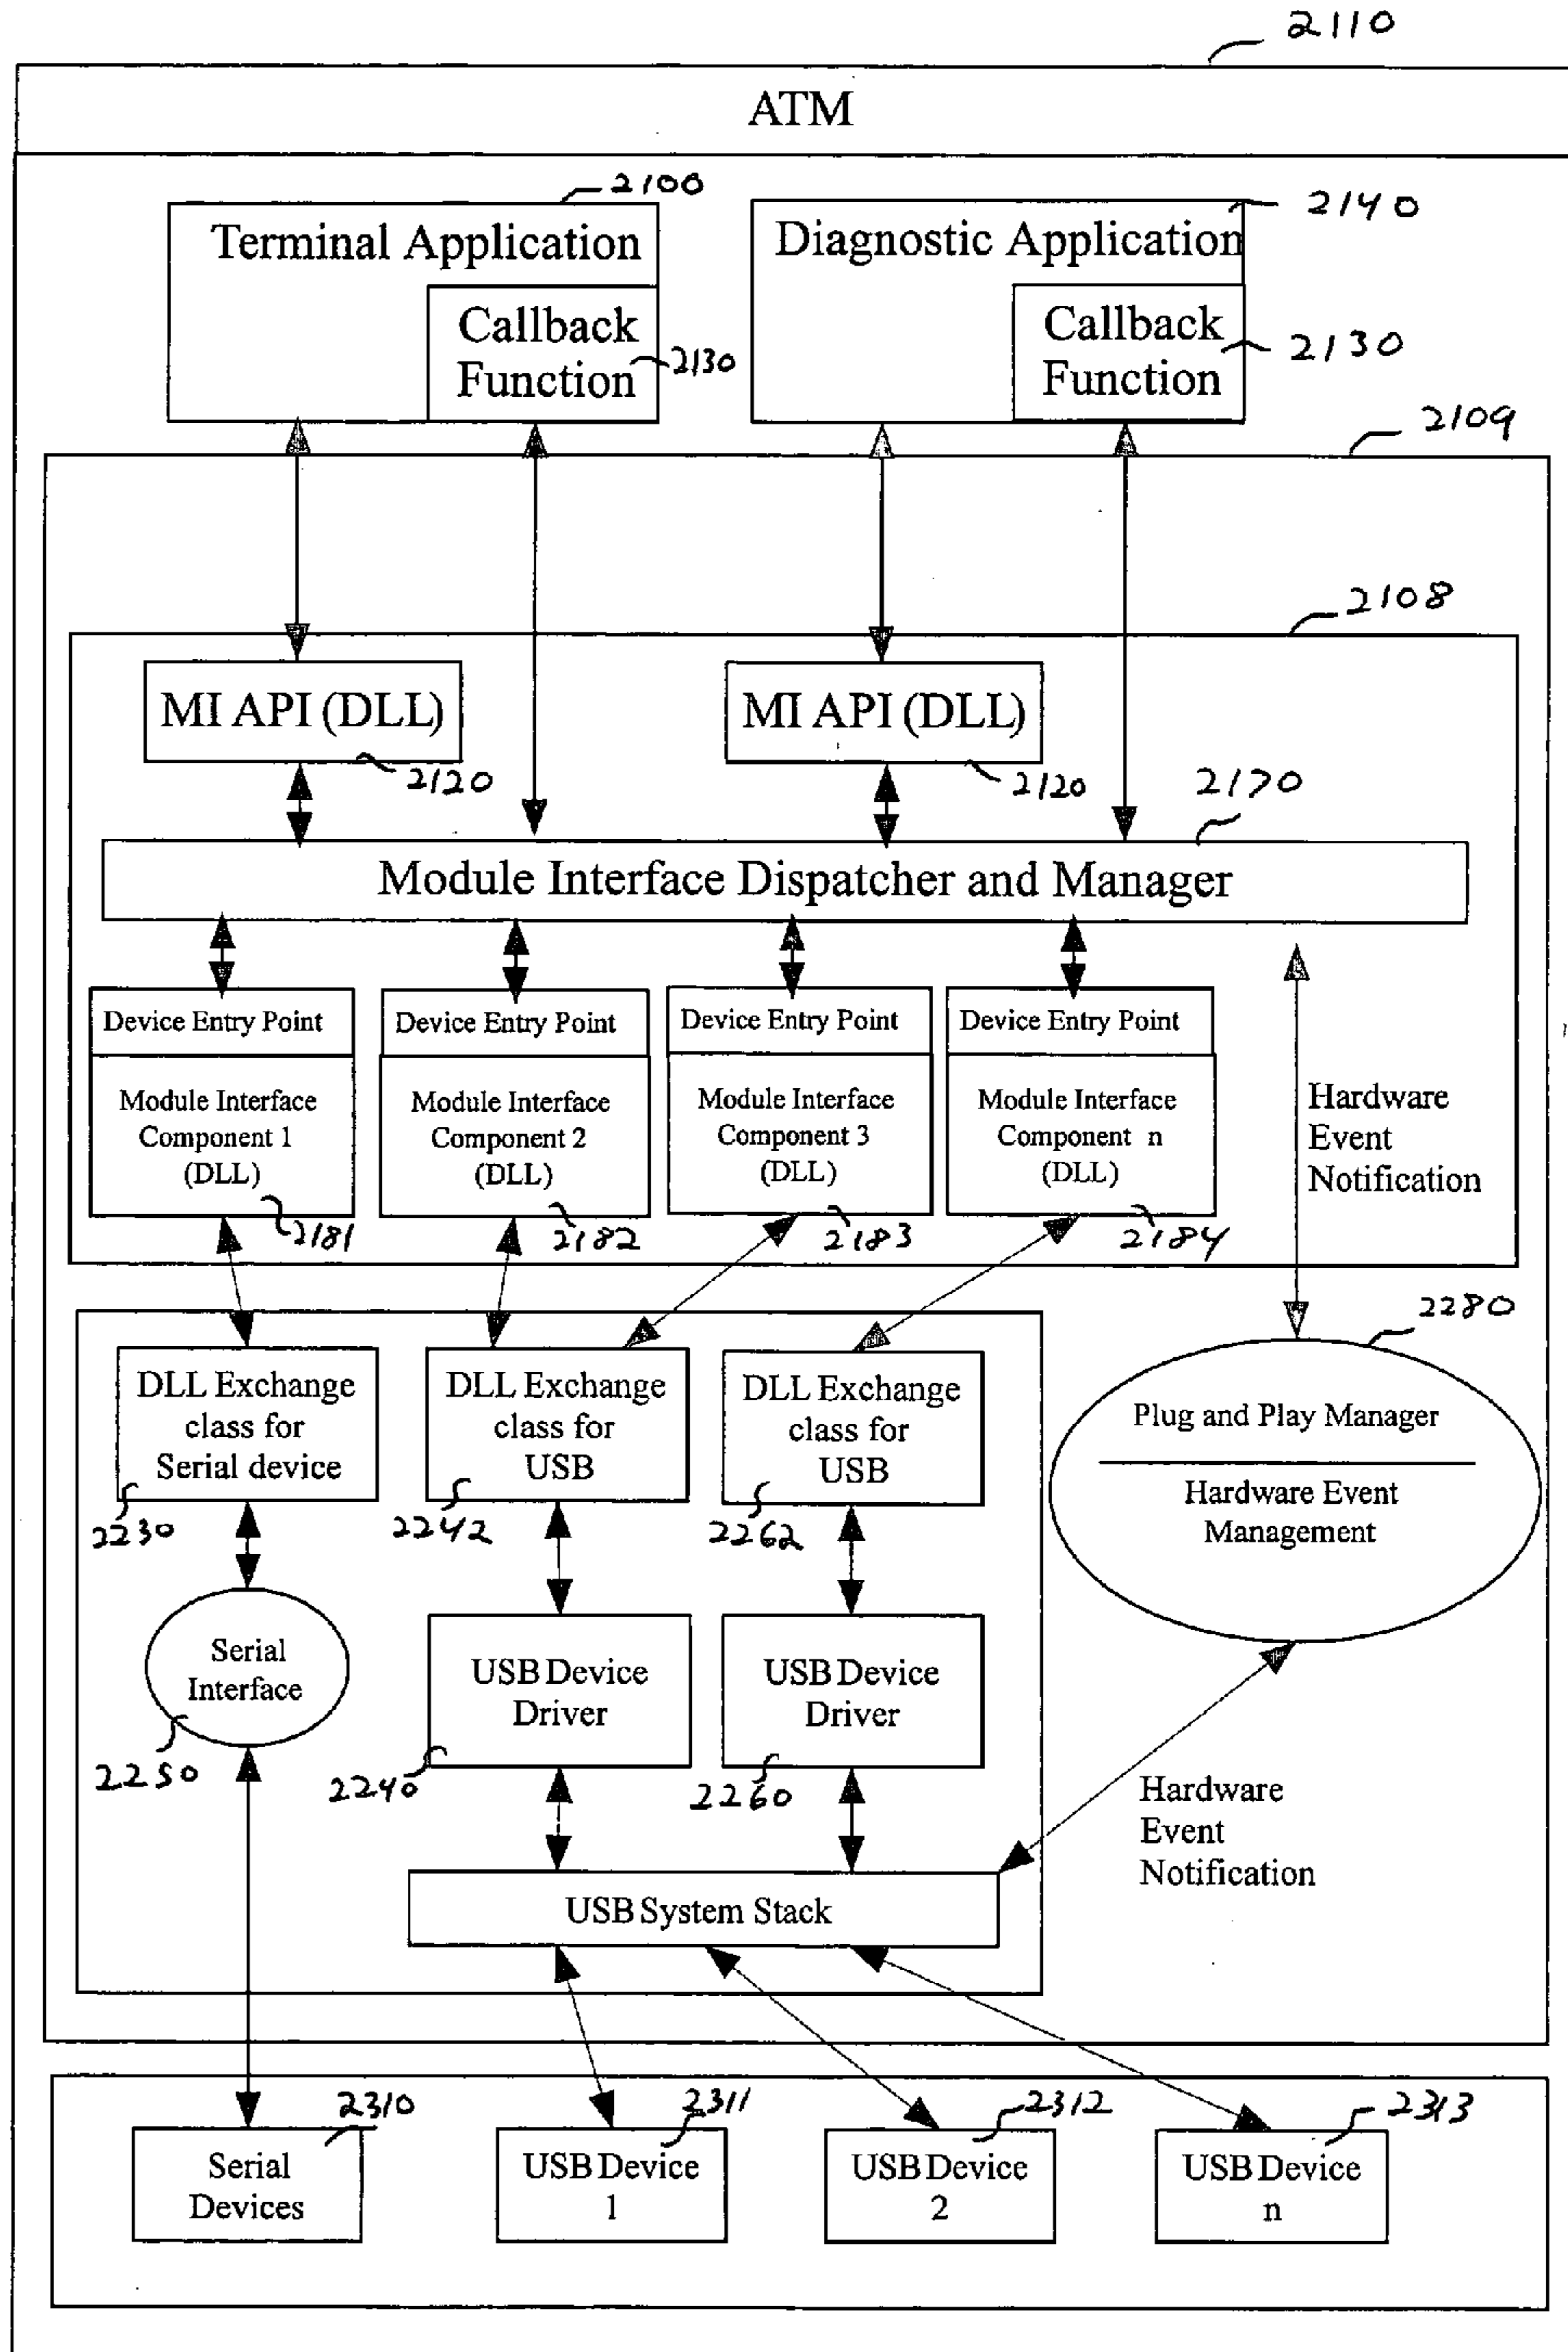 2110
ATM
2100
2140
Terminal Application
Diagnostic Application
Callback
Function
2130
Callback
Function
2130
2109
2108
MI API (DLL)
MI API (DLL)
2120
2120
2170
Module Interface Dispatcher and Manager
Device Entry Point
Device Entry Point
Device Entry Point
Device Entry Point
Module Interface
Component 1
(DLL)
Module Interface
Component 2
(DLL)
Module Interface
Component 3
(DLL)
Module Interface
Component n
(DLL)
Hardware
Event
Notification
2181
2182
2183
2184
2280
DLL Exchange
class for
Serial device
DLL Exchange
class for
USB
DLL Exchange
class for
USB
Plug and Play Manager
Hardware Event
Management
2230
2242
2262
Serial
Interface
USB Device
Driver
USB Device
Driver
2250
2240
2260
Hardware
Event
Notification
USB System Stack
2310
2311
2312
2313
Serial
Devices
USB Device
1
USB Device
2
USB Device
n